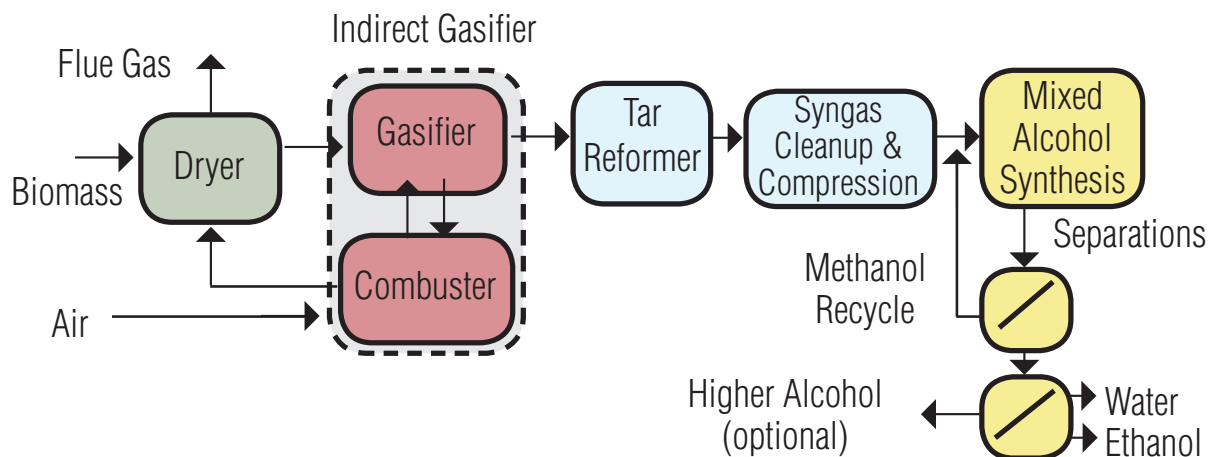 Indirect Gasifier
Flue Gas
Biomass
Dryer
Gasifier
Combuster
Air
Tar
Reformer
Syngas
Cleanup &
Compression
Mixed
Alcohol
Synthesis
Separations
Methanol
Recycle
Higher Alcohol
(optional)
Water
Ethanol